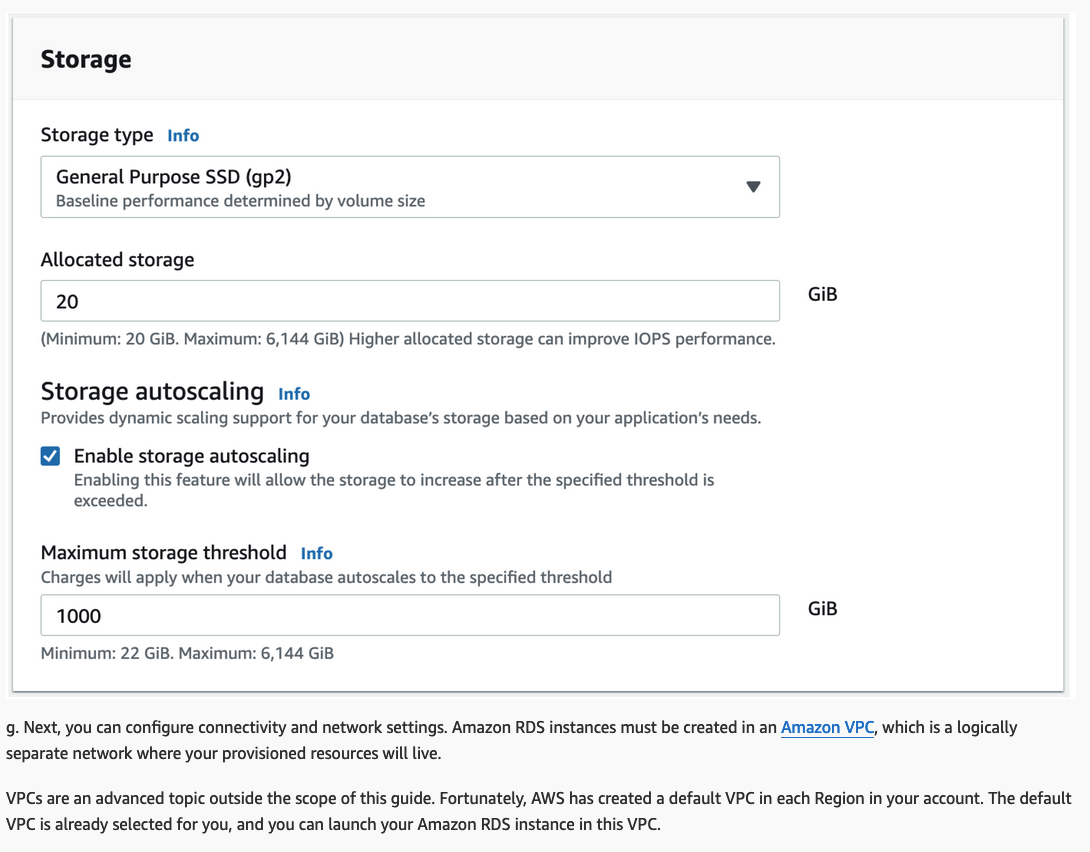 Storage
Storage type Info
General Purpose SSD (gp2)
Baseline performance determined by volume size
Allocated storage
20
GiB
(Minimum: 20 GiB. Maximum: 6,144 GiB) Higher allocated storage can improve IOPS performance.
Storage autoscaling Info
Provides dynamic scaling support for your database’s storage based on your application’s needs.
Enable storage autoscaling
Enabling this feature will allow the storage to increase after the specified threshold is
exceeded.
Maximum storage threshold Info
Charges will apply when your database autoscales to the specified threshold
1000
GiB
Minimum: 22 GiB. Maximum: 6,144 GiB
g. Next, you can configure connectivity and network settings. Amazon RDS instances must be created in an Amazon VPC, which is a logically
separate network where your provisioned resources will live.
VPCs are an advanced topic outside the scope of this guide. Fortunately, AWS has created a default VPC in each Region in your account. The default
VPC is already selected for you, and you can launch your Amazon RDS instance in this VPC.